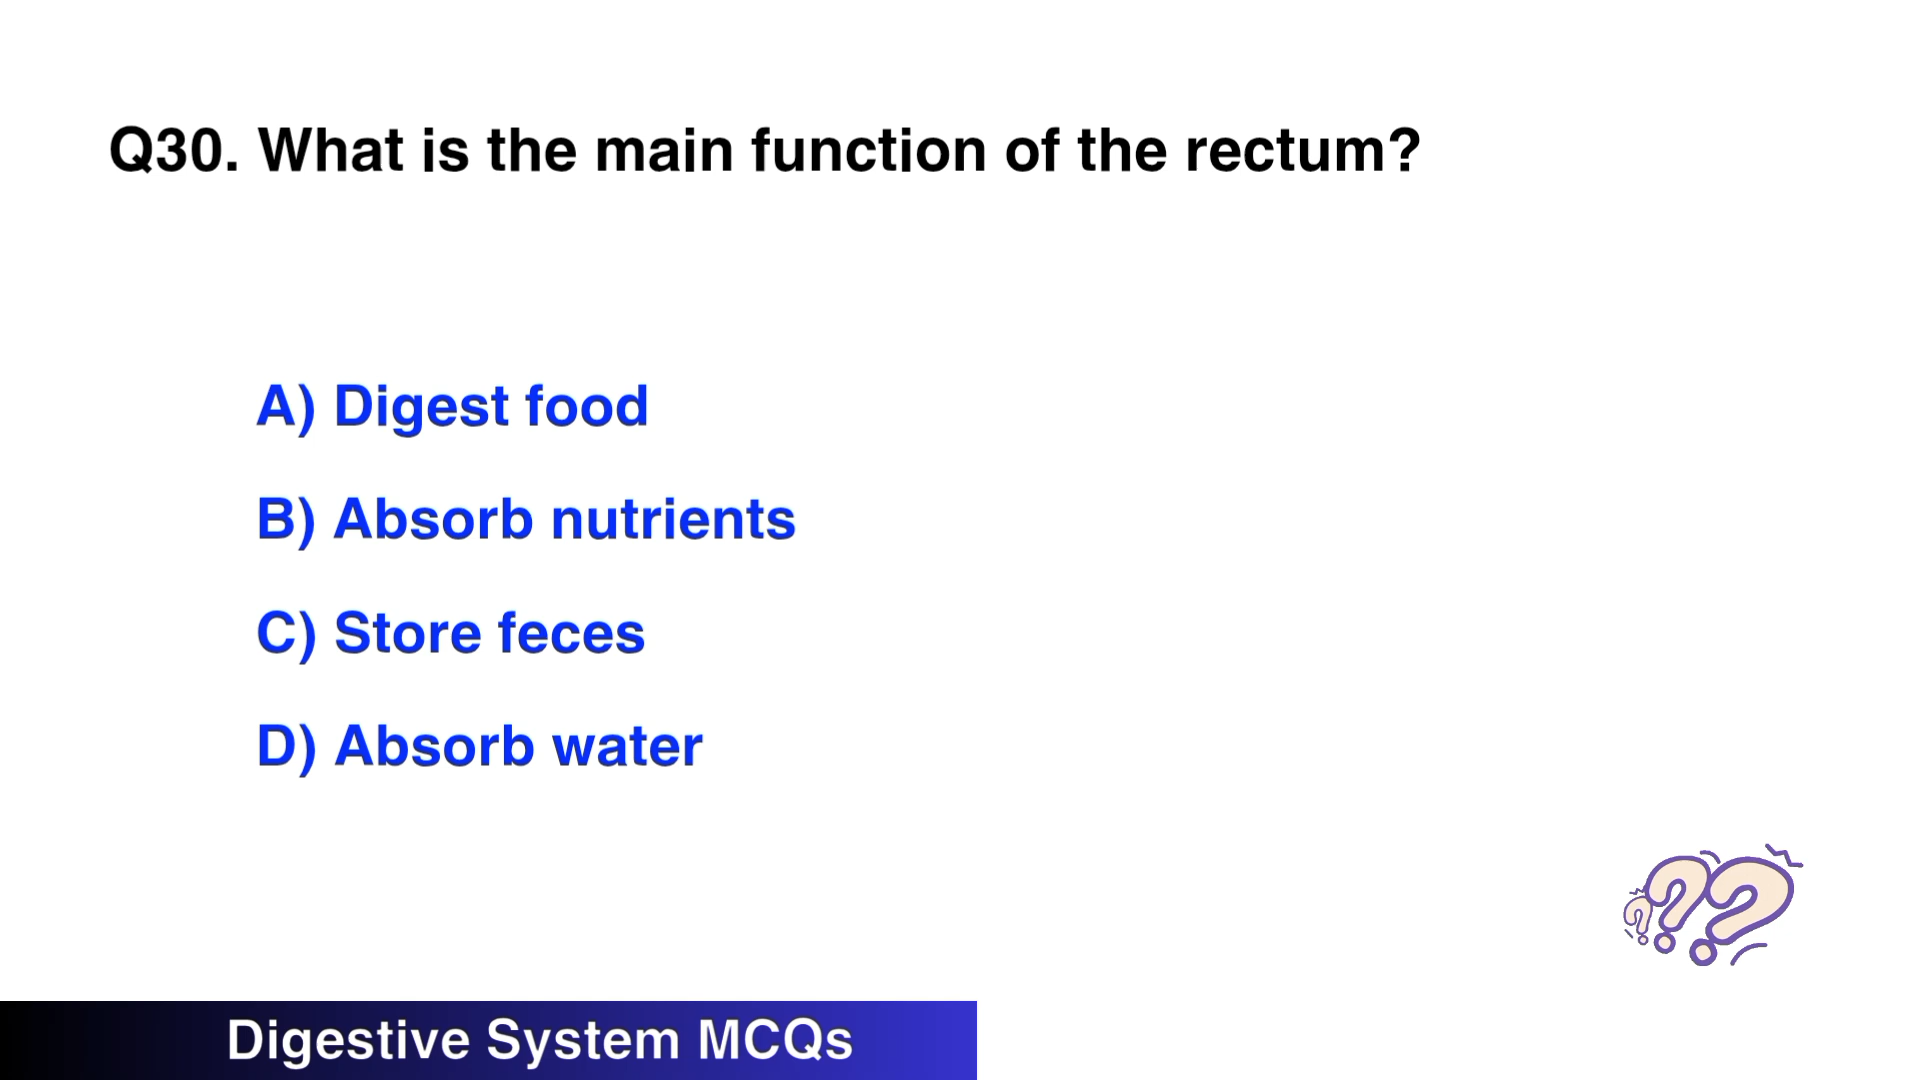 Q30. What is the main function of the rectum?
A) Digest food
B) Absorb nutrients
C) Store feces
D) Absorb water
Digestive System MCQs